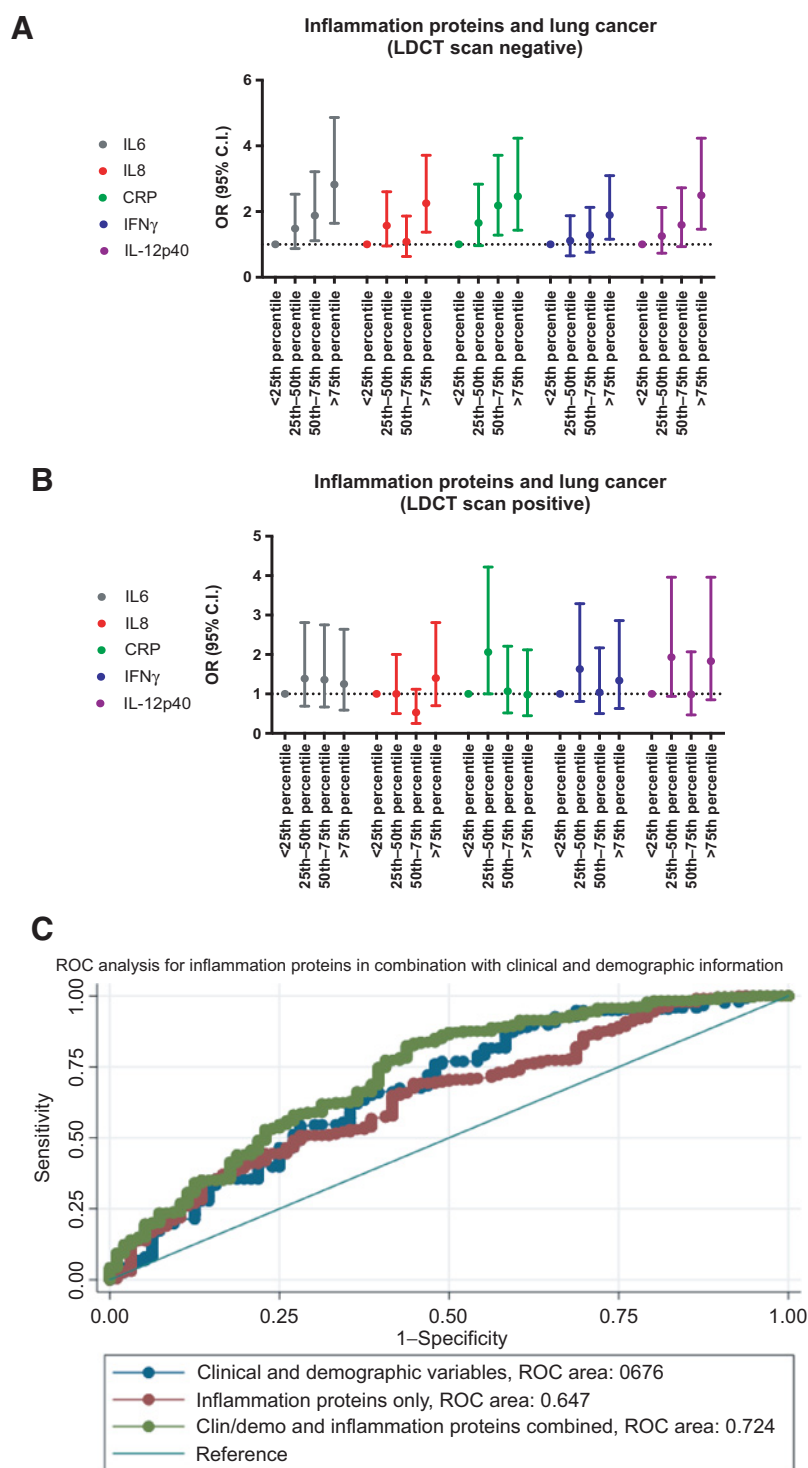 A
Inflammation proteins and lung cancer
(LDCT scan negative)
IL6
IL8
CRP
IFNγ
IL-12p40
OR (95% C.I.)
6
4
2
0
<25th percentile
25th–50th percentile
50th–75th percentile
>75th percentile
<25th percentile
25th–50th percentile
50th–75th percentile
>75th percentile
<25th percentile
25th–50th percentile
50th–75th percentile
>75th percentile
<25th percentile
25th–50th percentile
50th–75th percentile
>75th percentile
<25th percentile
25th–50th percentile
50th–75th percentile
>75th percentile
B
Inflammation proteins and lung cancer
(LDCT scan positive)
IL6
IL8
CRP
IFNγ
IL-12p40
OR (95% C.I.)
5
4
3
2
1
0
<25th percentile
25th–50th percentile
50th–75th percentile
>75th percentile
<25th percentile
25th–50th percentile
50th–75th percentile
>75th percentile
<25th percentile
25th–50th percentile
50th–75th percentile
>75th percentile
<25th percentile
25th–50th percentile
50th–75th percentile
>75th percentile
<25th percentile
25th–50th percentile
50th–75th percentile
>75th percentile
C
ROC analysis for inflammation proteins in combination with clinical and demographic information
Sensitivity
1.00
0.75
0.50
0.25
0.00
0.00 0.25 0.50 0.75 1.00
1–Specificity
Clinical and demographic variables, ROC area: 0676
Inflammation proteins only, ROC area: 0.647
Clin/demo and inflammation proteins combined, ROC area: 0.724
Reference